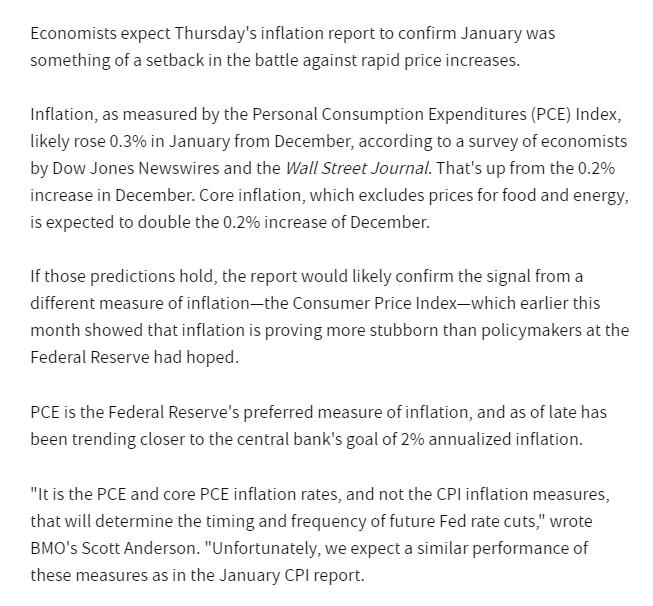 Economists expect Thursday's inflation report to confirm January was
something of a setback in the battle against rapid price increases.
Inflation, as measured by the Personal Consumption Expenditures (PCE) Index,
likely rose 0.3% in January from December, according to a survey of economists
by Dow Jones Newswires and the Wall Street Journal. That's up from the 0.2%
increase in December. Core inflation, which excludes prices for food and energy,
is expected to double the 0.2% increase of December.
If those predictions hold, the report would likely confirm the signal from a
different measure of inflation—the Consumer Price Index—which earlier this
month showed that inflation is proving more stubborn than policymakers at the
Federal Reserve had hoped.
PCE is the Federal Reserve's preferred measure of inflation, and as of late has
been trending closer to the central bank's goal of 2% annualized inflation.
"It is the PCE and core PCE inflation rates, and not the CPI inflation measures,
that will determine the timing and frequency of future Fed rate cuts," wrote
BMO's Scott Anderson. "Unfortunately, we expect a similar performance of
these measures as in the January CPI report.